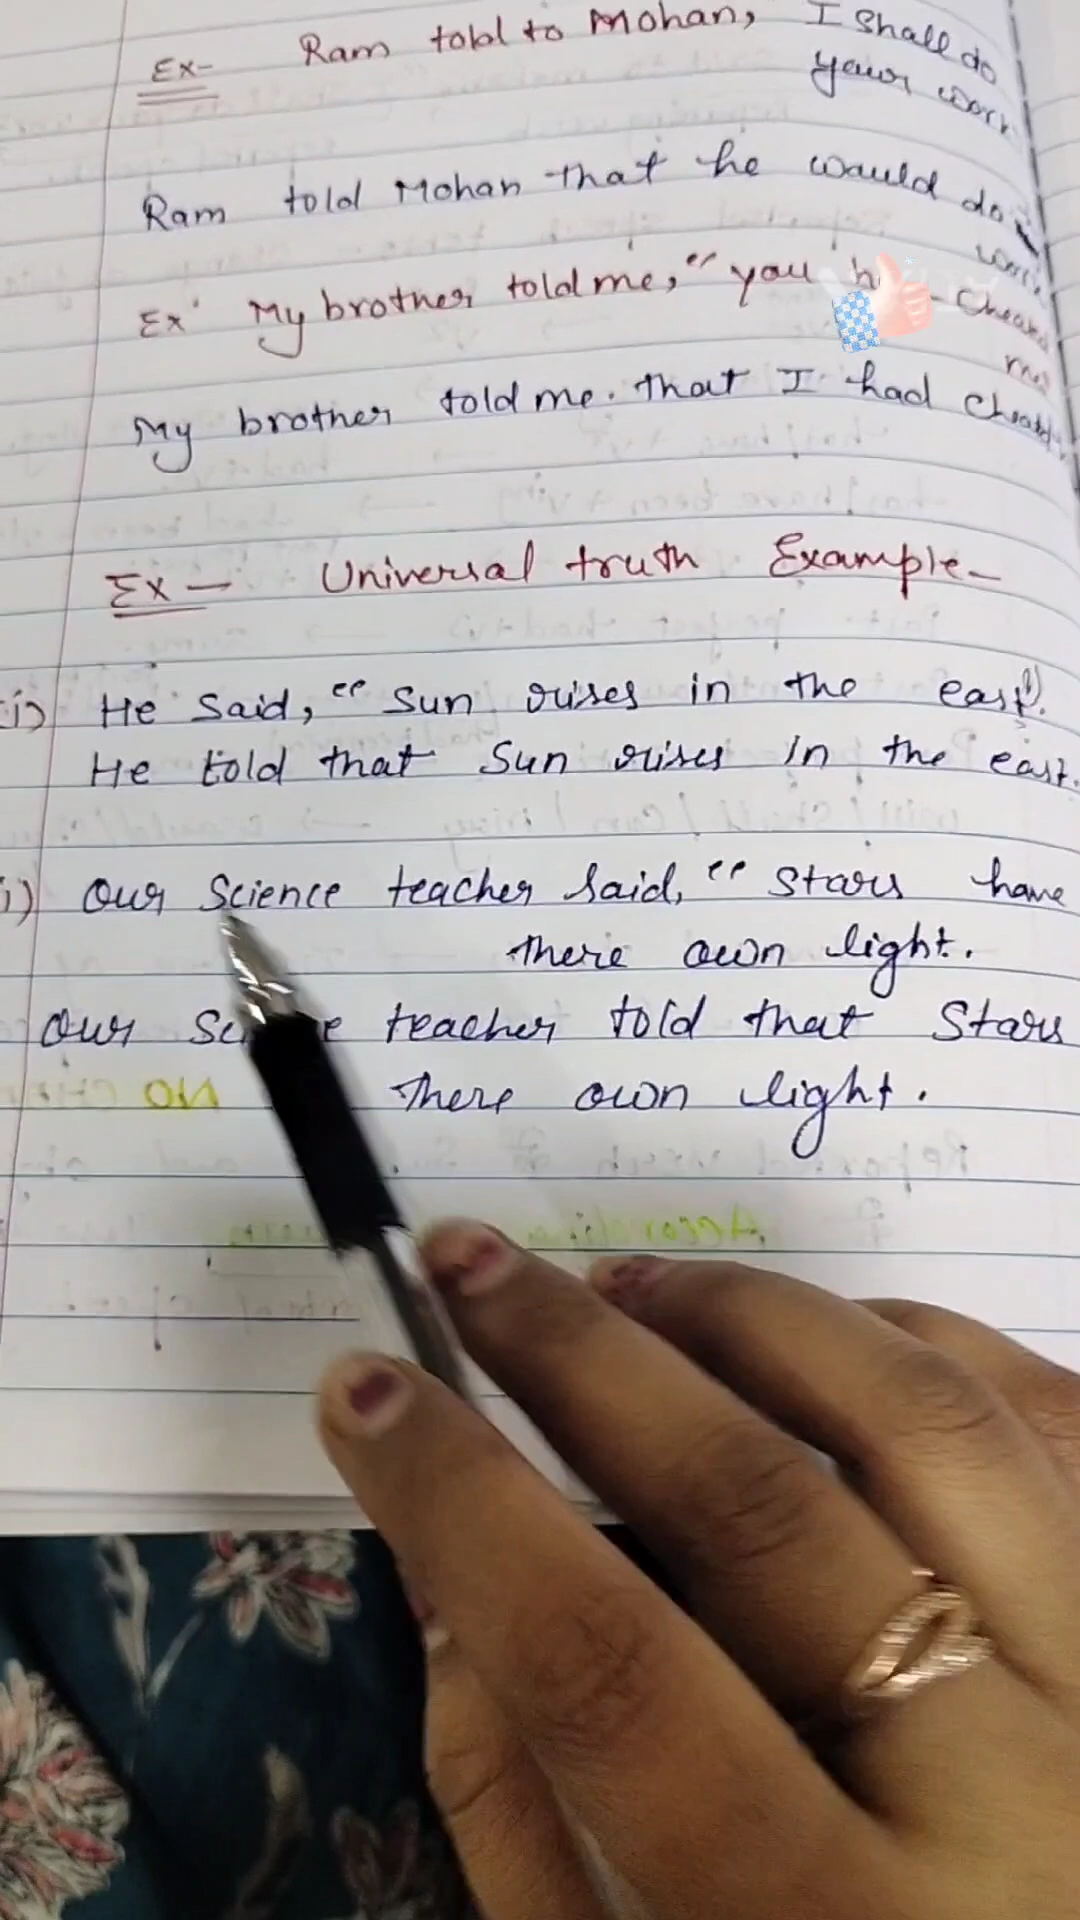 Ex- Ram told to Mohan, I shall do
your work
Ram told Mohan that he would do
work
Ex' My brother told me, "you
me
My brother told me. that I had
Ex- Universal truth Example-
i) He Said, "Sun rises in the east".
He told that Sun rises in the east.
i) Our Science teacher Said, "Stars have
there own light.
Our teacher told that Stars
there own light.